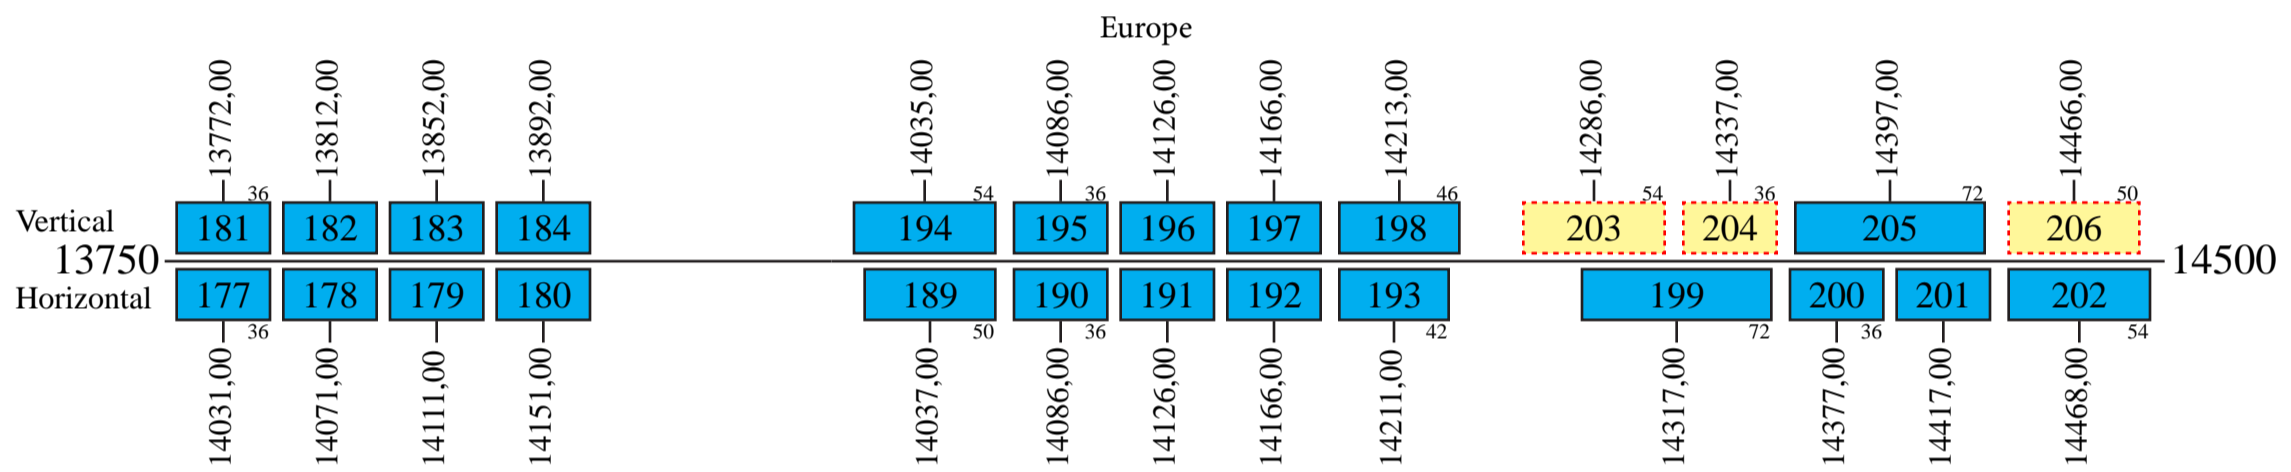 Europe
13772,00 13812,00 13852,00 13892,00 14035,00 14086,00 14126,00 14166,00 14213,00 14286,00 14337,00 14397,00 14466,00
36 54 36 46 54 36 72 50
Vertical 181 182 183 184 194 195 196 197 198 203 204 205 206
13750 14500
Horizontal 177 178 179 180 189 190 191 192 193 199 200 201 202
36 50 36 42 72 36 54
14031,00 14071,00 14111,00 14151,00 14037,00 14086,00 14126,00 14166,00 14211,00 14317,00 14377,00 14417,00 14468,00